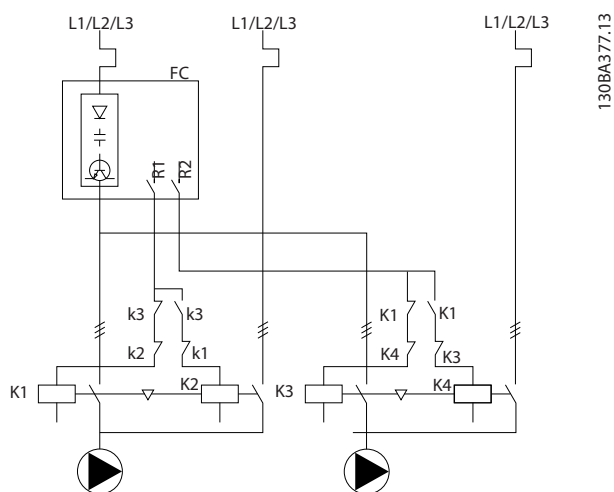 L1/L2/L3
L1/L2/L3
L1/L2/L3
FC
R1
R2
k3
k3
k2
k1
K1
K1
K4
K3
K1
K2
K3
K4
130BA377.13